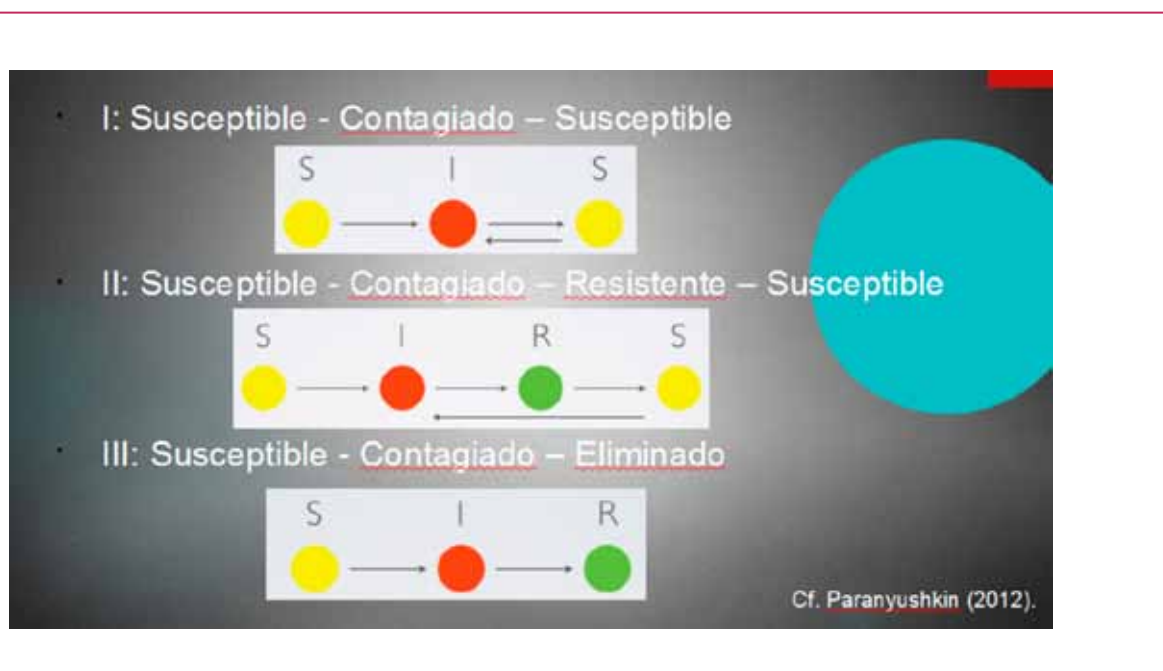 I: Susceptible - Contagiado – Susceptible
S I S
II: Susceptible - Contagiado – Resistente – Susceptible
S I R S
III: Susceptible - Contagiado – Eliminado
S I R
Cf. Paranyushkin (2012).